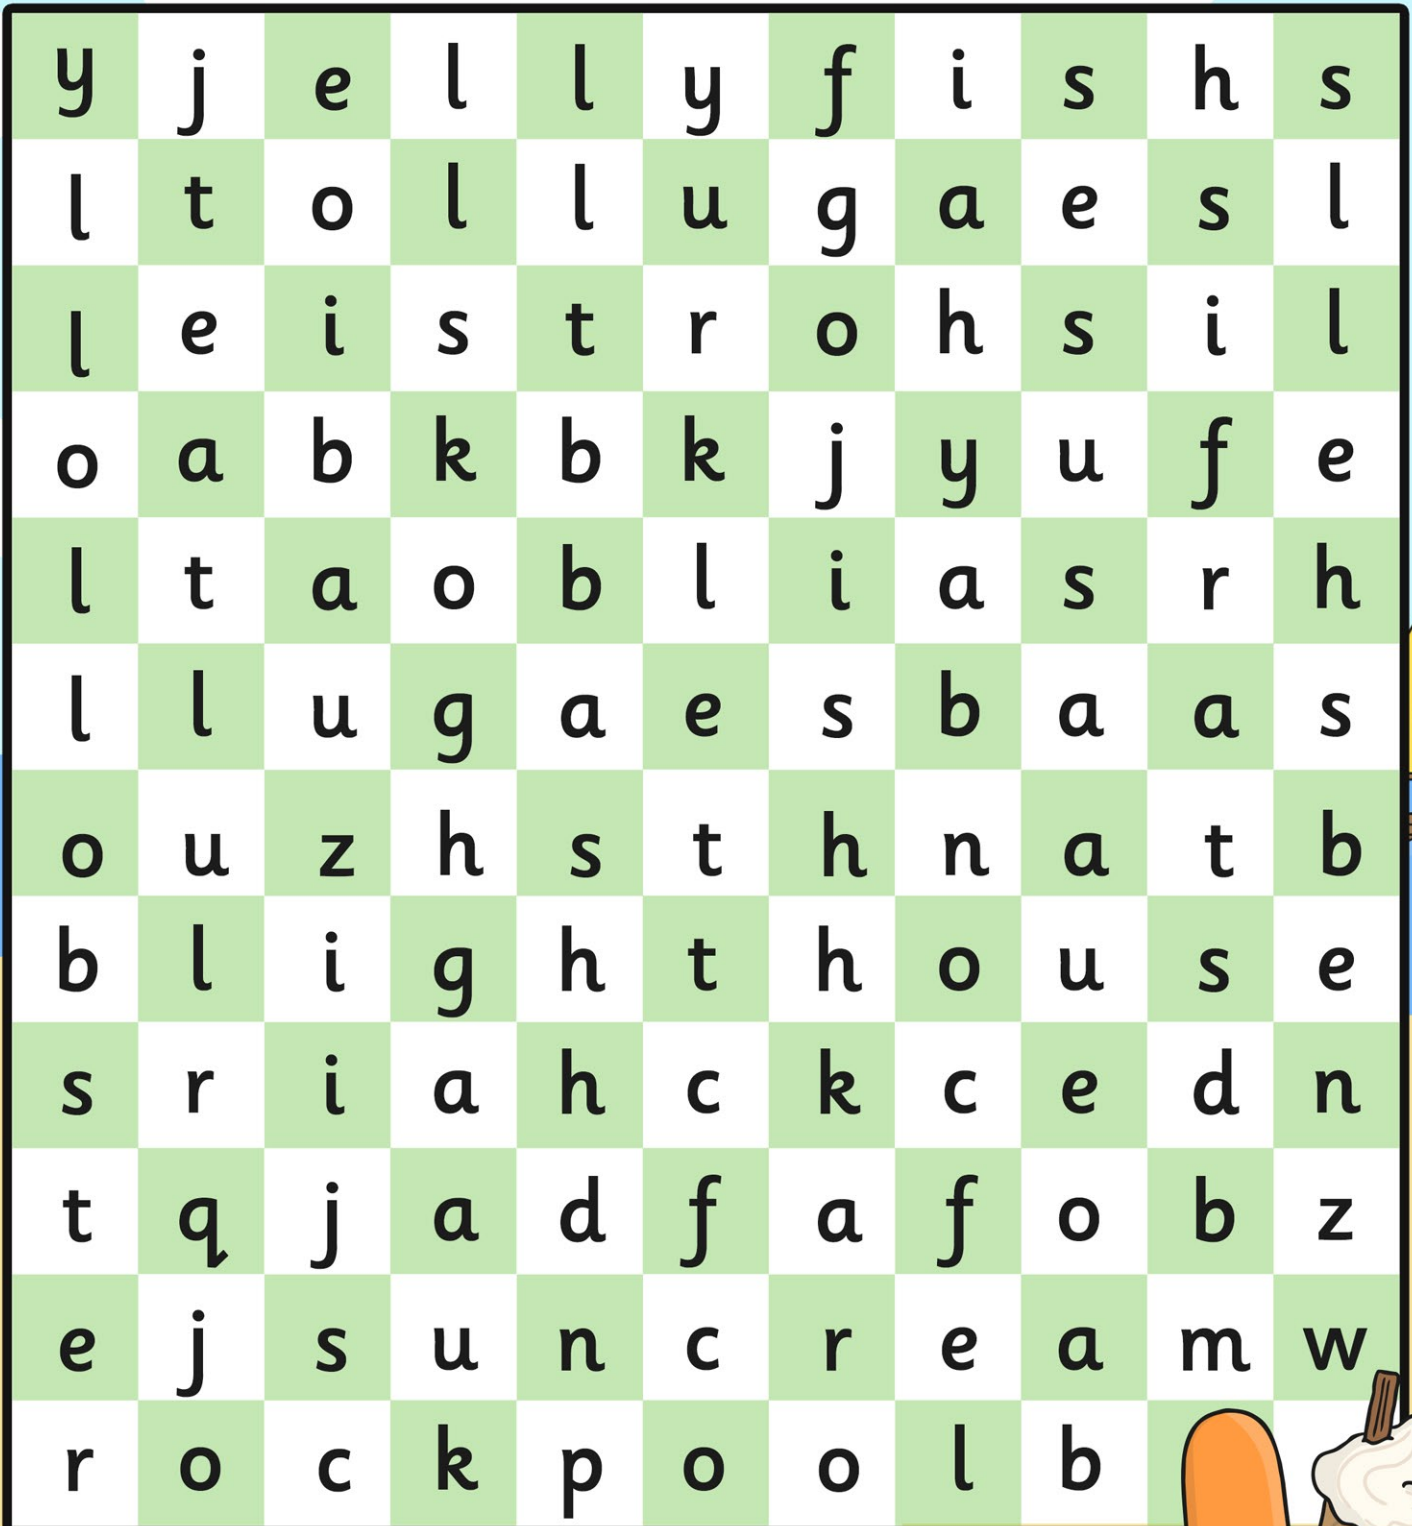 y j e l l y f i s h s
l t o l l u g a e s l
l e i s t r o h s i l
o a b k b k j y u f e
l t a o b l i a s r h
l l u g a e s b a a s
o u z h s t h n a t b
b l i g h t h o u s e
s r i a h c k c e d n
t q j a d f a f o b z
e j s u n c r e a m w
r o c k p o o l b